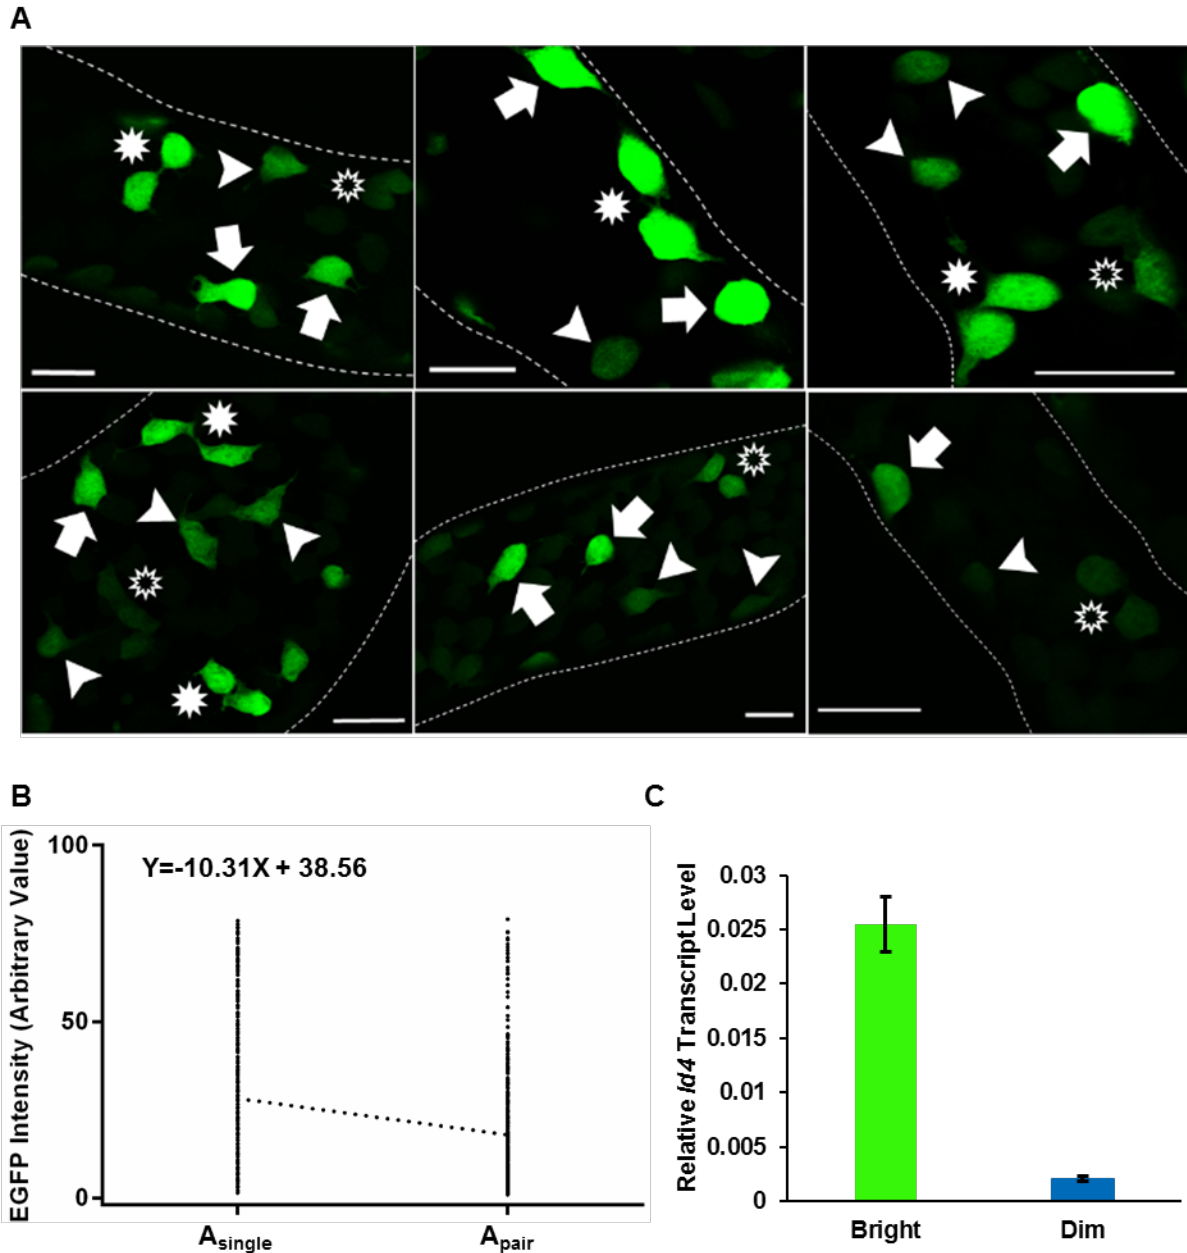 A
B
C
EGFP Intensity (Arbitrary Value)
100
50
0
Y=-10.31X + 38.56
Asingle
Apair
Relative Id4 Transcript Level
0.03
0.025
0.02
0.015
0.01
0.005
0
Bright
Dim